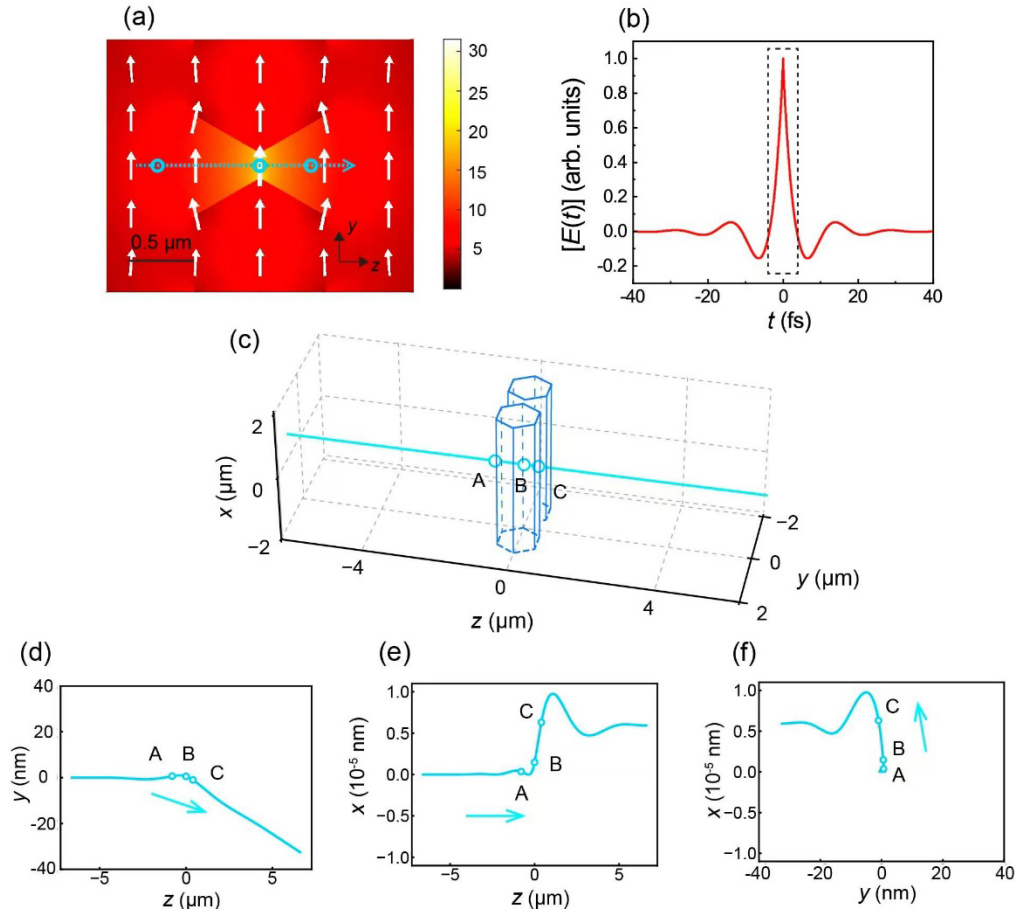 (a)
30
25
20
15
10
5
0.5 μm
y
z
(b)
[E(t)] (arb. units)
1.0
0.8
0.6
0.4
0.2
0.0
-0.2
-40
-20
0
20
40
t (fs)
(c)
x (μm)
2
0
−2
A
B
C
−4
0
4
z (μm)
−2
0
2
y (μm)
(d)
y (nm)
40
20
0
-20
-40
A
B
C
−5
0
5
z (μm)
(e)
x (10⁻⁵ nm)
1.0
0.5
0.0
−0.5
−1.0
C
B
A
−5
0
5
z (μm)
(f)
x (10⁻⁵ nm)
1.0
0.5
0.0
−0.5
−1.0
C
B
A
−40
−20
0
20
40
y (nm)